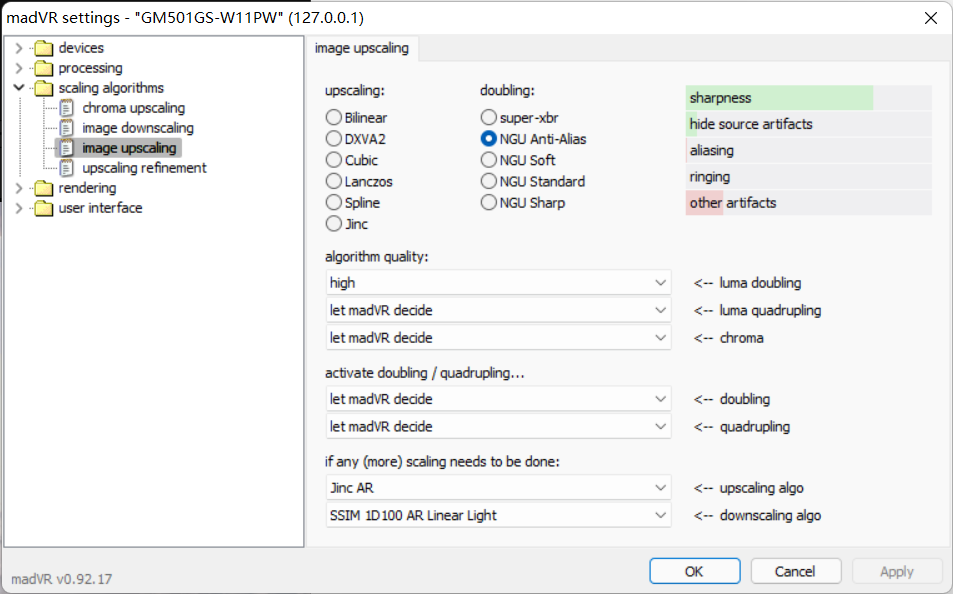 madVR settings - "GM501GS-W11PW" (127.0.0.1)
devices
processing
scaling algorithms
chroma upscaling
image downscaling
image upscaling
upscaling refinement
rendering
user interface
madVR v0.92.17
image upscaling
upscaling:
Bilinear
DXVA2
Cubic
Lanczos
Spline
Jinc
doubling:
super-xbr
NGU Anti-Alias
NGU Soft
NGU Standard
NGU Sharp
sharpness
hide source artifacts
aliasing
ringing
other artifacts
algorithm quality:
high <-- luma doubling
let madVR decide <-- luma quadrupling
let madVR decide <-- chroma
activate doubling / quadrupling...
let madVR decide <-- doubling
let madVR decide <-- quadrupling
if any (more) scaling needs to be done:
Jinc AR <-- upscaling algo
SSIM 1D100 AR Linear Light <-- downscaling algo
OK Cancel Apply